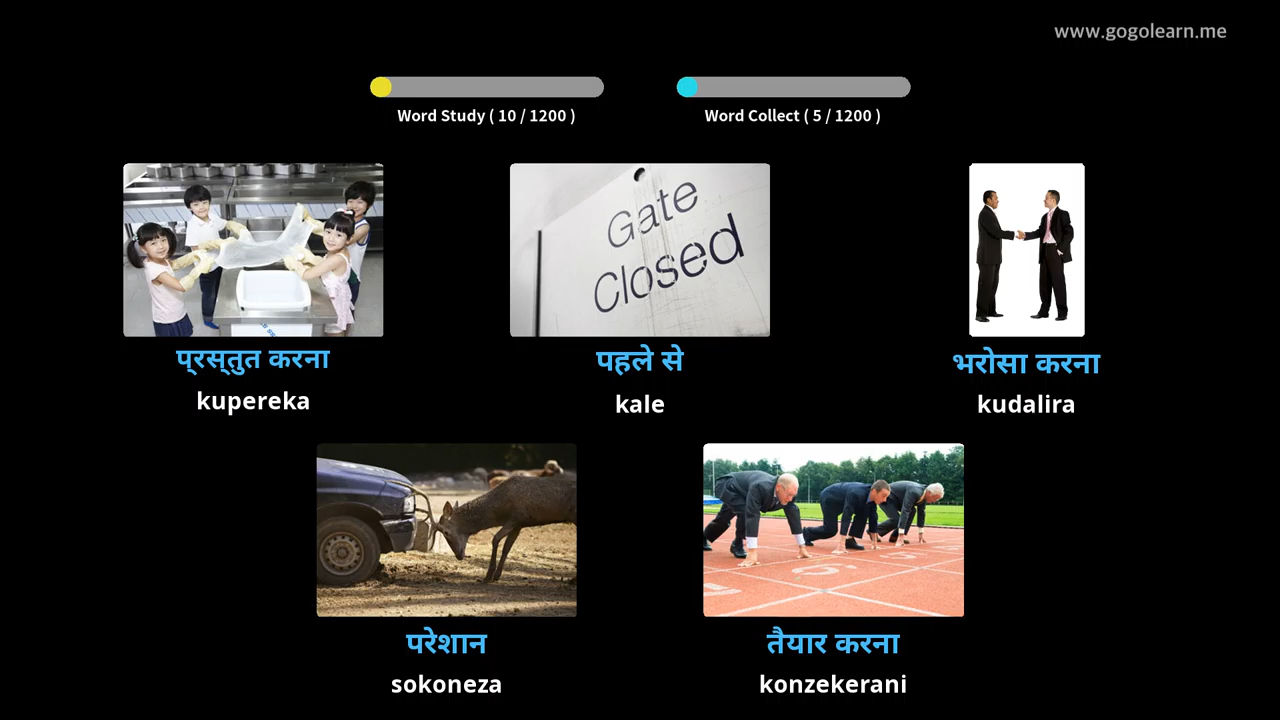 www.gogolearn.me
Word Study ( 10 / 1200 )
Word Collect ( 5 / 1200 )
Gate
Closed
प्रस्तुत करना
kupereka
पहले से
kale
भरोसा करना
kudalira
परेशान
sokoneza
तैयार करना
konzekerani